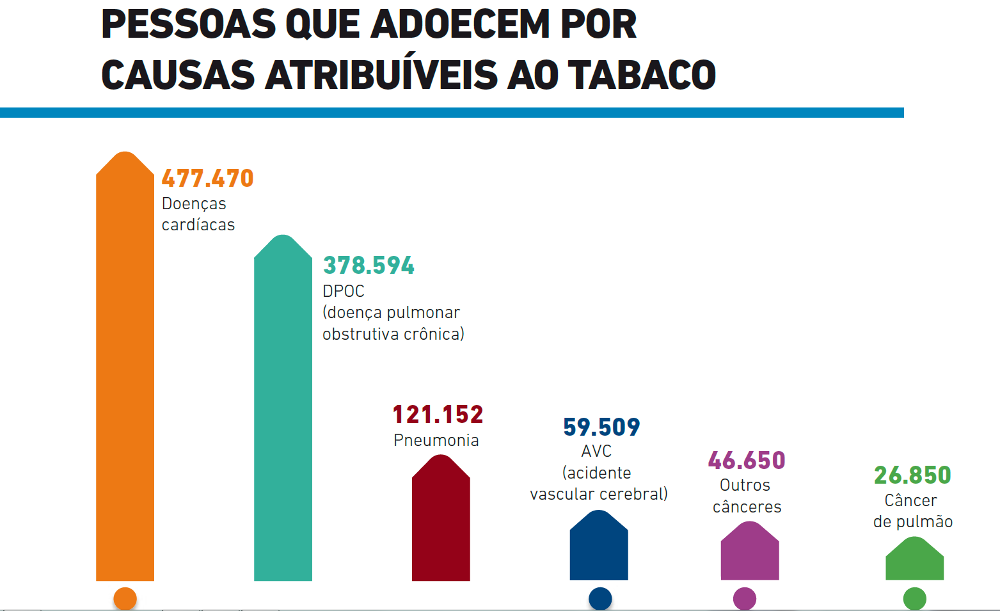 PESSOAS QUE ADOECEM POR
CAUSAS ATRIBUÍVEIS AO TABACO
477.470
Doenças
cardíacas
378.594
DPOC
(doença pulmonar
obstrutiva crônica)
121.152
Pneumonia
59.509
AVC
(acidente
vascular cerebral)
46.650
Outros
cânceres
26.850
Câncer
de pulmão